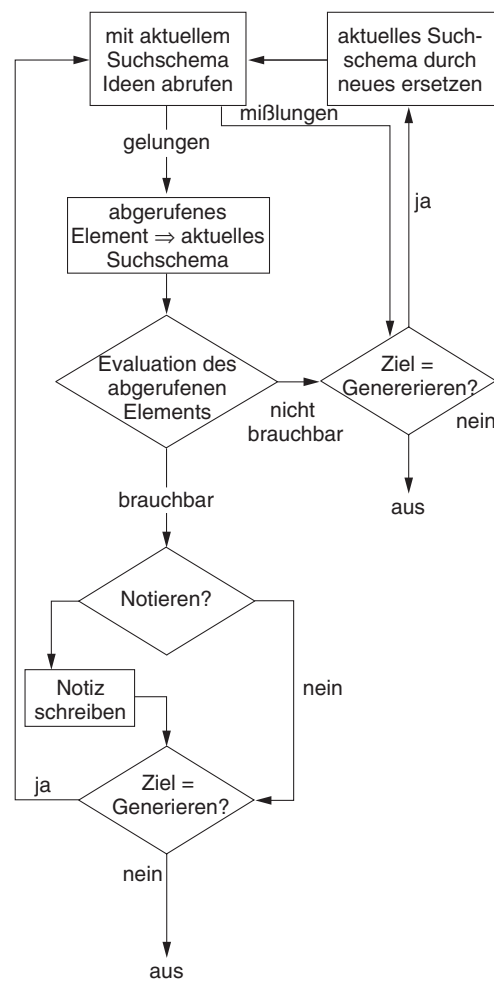 mit aktuellem
Suchschema
Ideen abrufen
aktuelles Such-
schema durch
neues ersetzen
mißlungen
gelungen
ja
abgerufenes
Element ⇒ aktuelles
Suchschema
Evaluation des
abgerufenen
Elements
Ziel =
Genererieren?
nicht
brauchbar
nein
brauchbar
aus
Notieren?
Notiz
schreiben
nein
ja
Ziel =
Generieren?
nein
aus